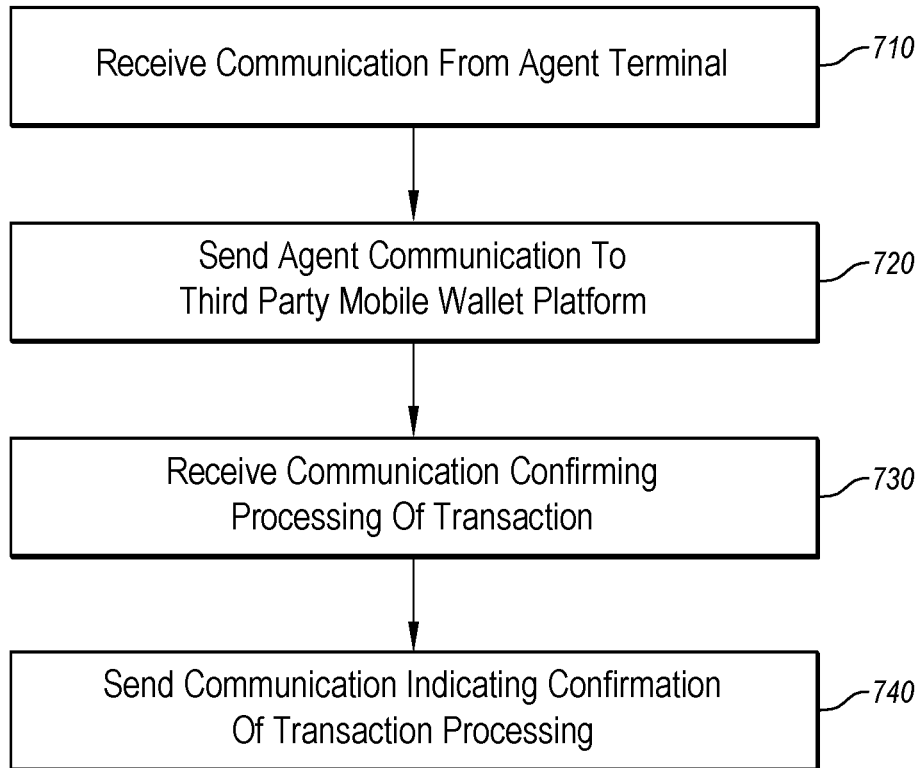 Receive Communication From Agent Terminal
710
Send Agent Communication To
Third Party Mobile Wallet Platform
720
Receive Communication Confirming
Processing Of Transaction
730
Send Communication Indicating Confirmation
Of Transaction Processing
740